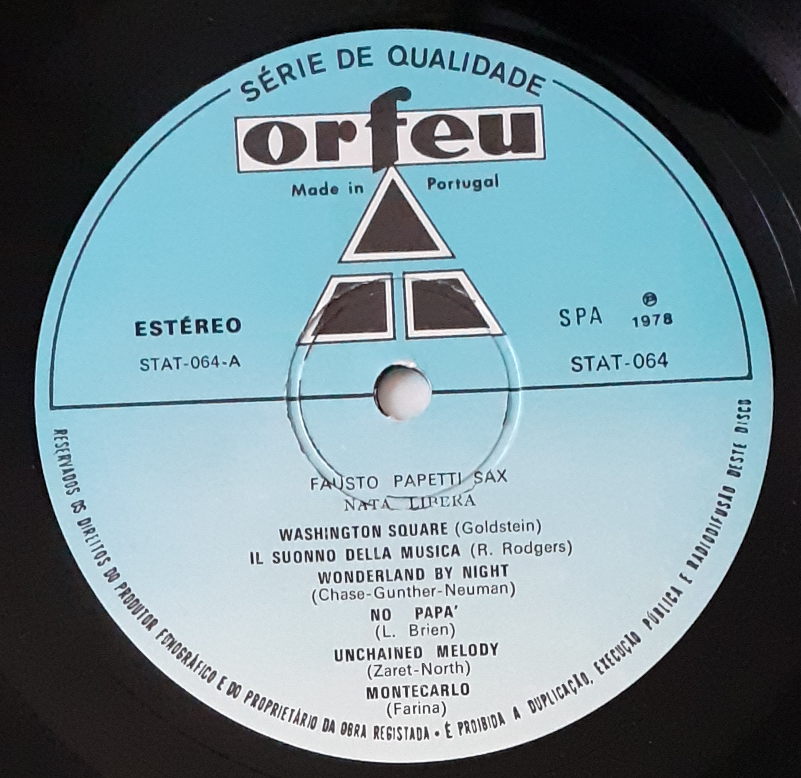 SÉRIE DE QUALIDADE
orfeu
Made in Portugal
ESTÉREO
STAT-064-A
SPA
Ⓟ
1978
STAT-064
FAUSTO PAPETTI SAX
NATA LIBERA
WASHINGTON SQUARE (Goldstein)
IL SUONNO DELLA MUSICA (R. Rodgers)
WONDERLAND BY NIGHT
(Chase-Gunther-Neuman)
NO PAPA'
(L. Brien)
UNCHAINED MELODY
(Zaret-North)
MONTECARLO
(Farina)
RESERVADOS OS DIREITOS DO PRODUTOR FONOGRÁFICO E DO PROPRIETÁRIO DA OBRA REGISTADA • É PROIBIDA A DUPLICAÇÃO, EXECUÇÃO PÚBLICA E RADIODIFUSÃO DESTE DISCO